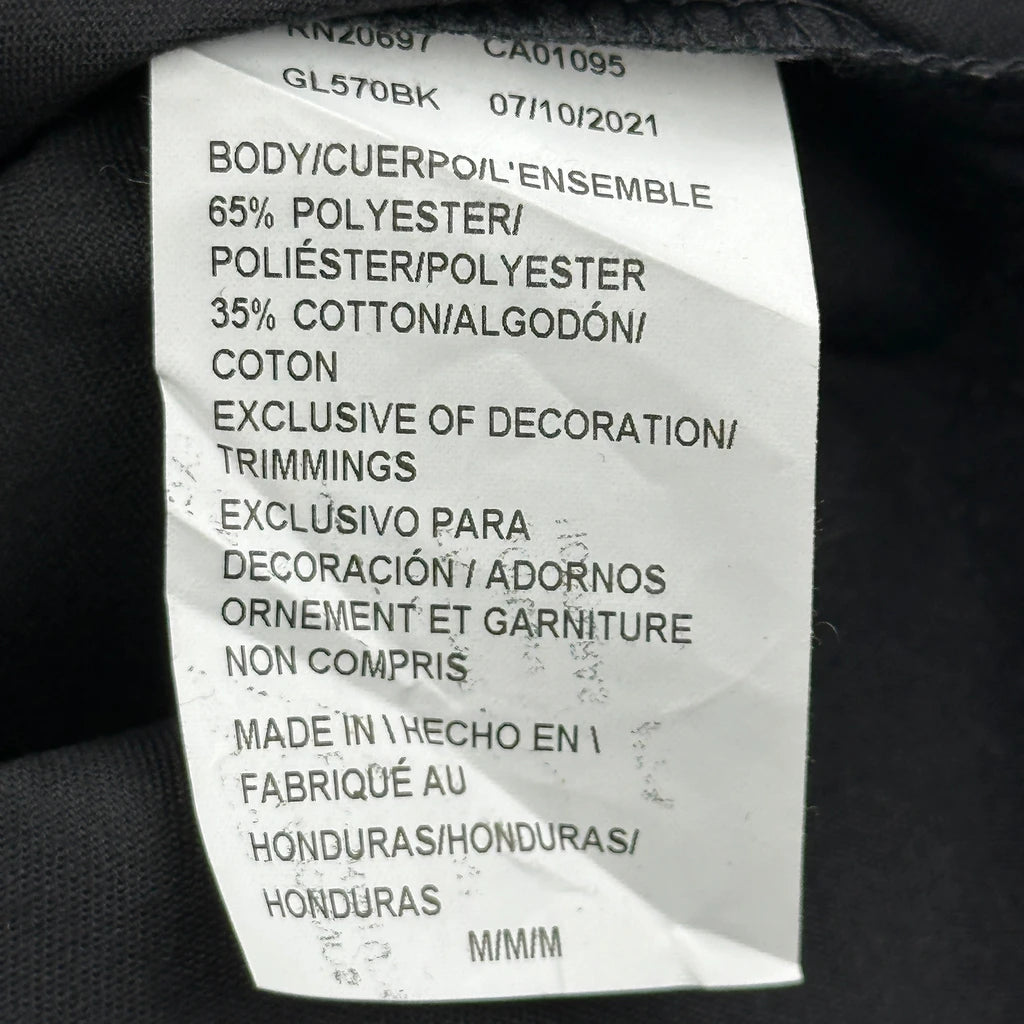 RN20697 CA01095
GL570BK 07/10/2021
BODY/CUERPO/L'ENSEMBLE
65% POLYESTER/
POLIÉSTER/POLYESTER
35% COTTON/ALGODÓN/
COTON
EXCLUSIVE OF DECORATION/
TRIMMINGS
EXCLUSIVO PARA
DECORACIÓN / ADORNOS
ORNEMENT ET GARNITURE
NON COMPRIS
MADE IN \ HECHO EN \
FABRIQUÉ AU
HONDURAS/HONDURAS/
HONDURAS
M/M/M